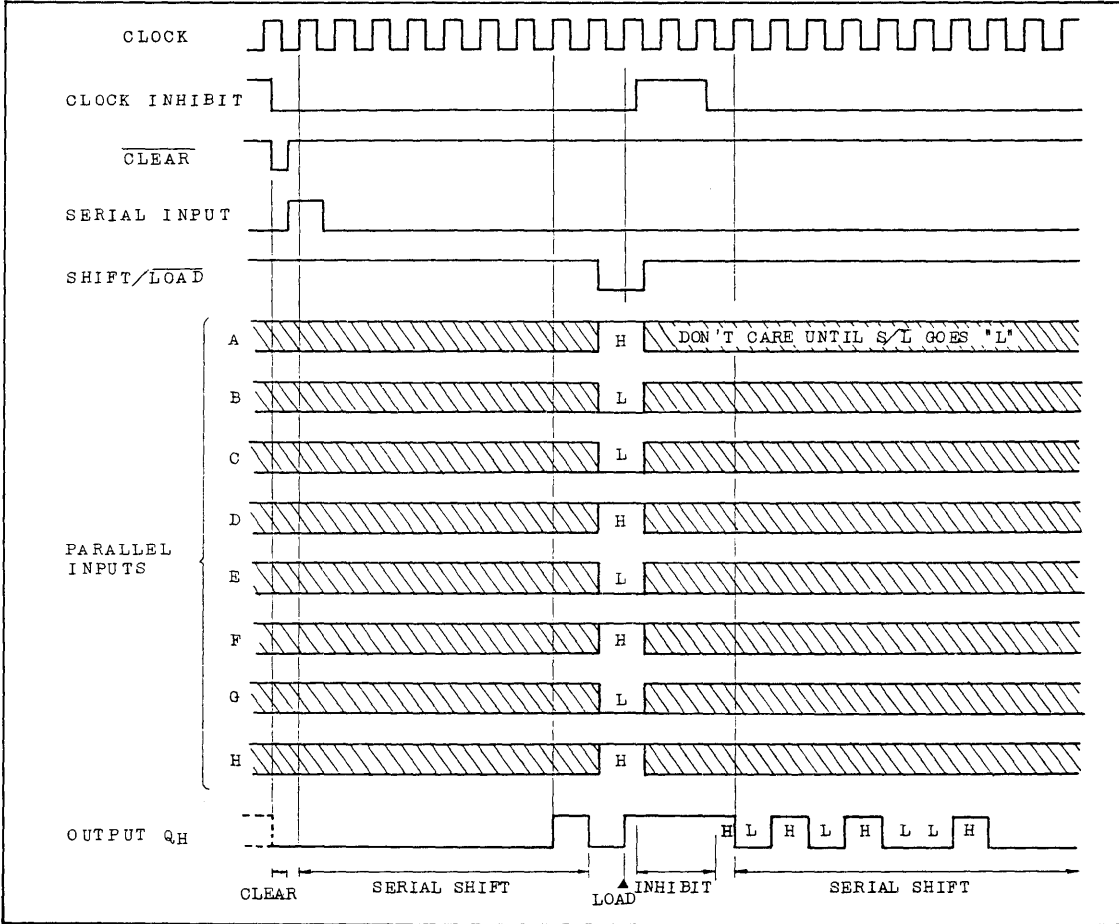 CLOCK
CLOCK INHIBIT
CLEAR
SERIAL INPUT
SHIFT/LOAD
A H DON'T CARE UNTIL S/L GOES "L"
B L
C L
D H
PARALLEL
INPUTS
E L
F H
G L
H H
OUTPUT QH H L H L H L L H
CLEAR SERIAL SHIFT LOAD INHIBIT SERIAL SHIFT